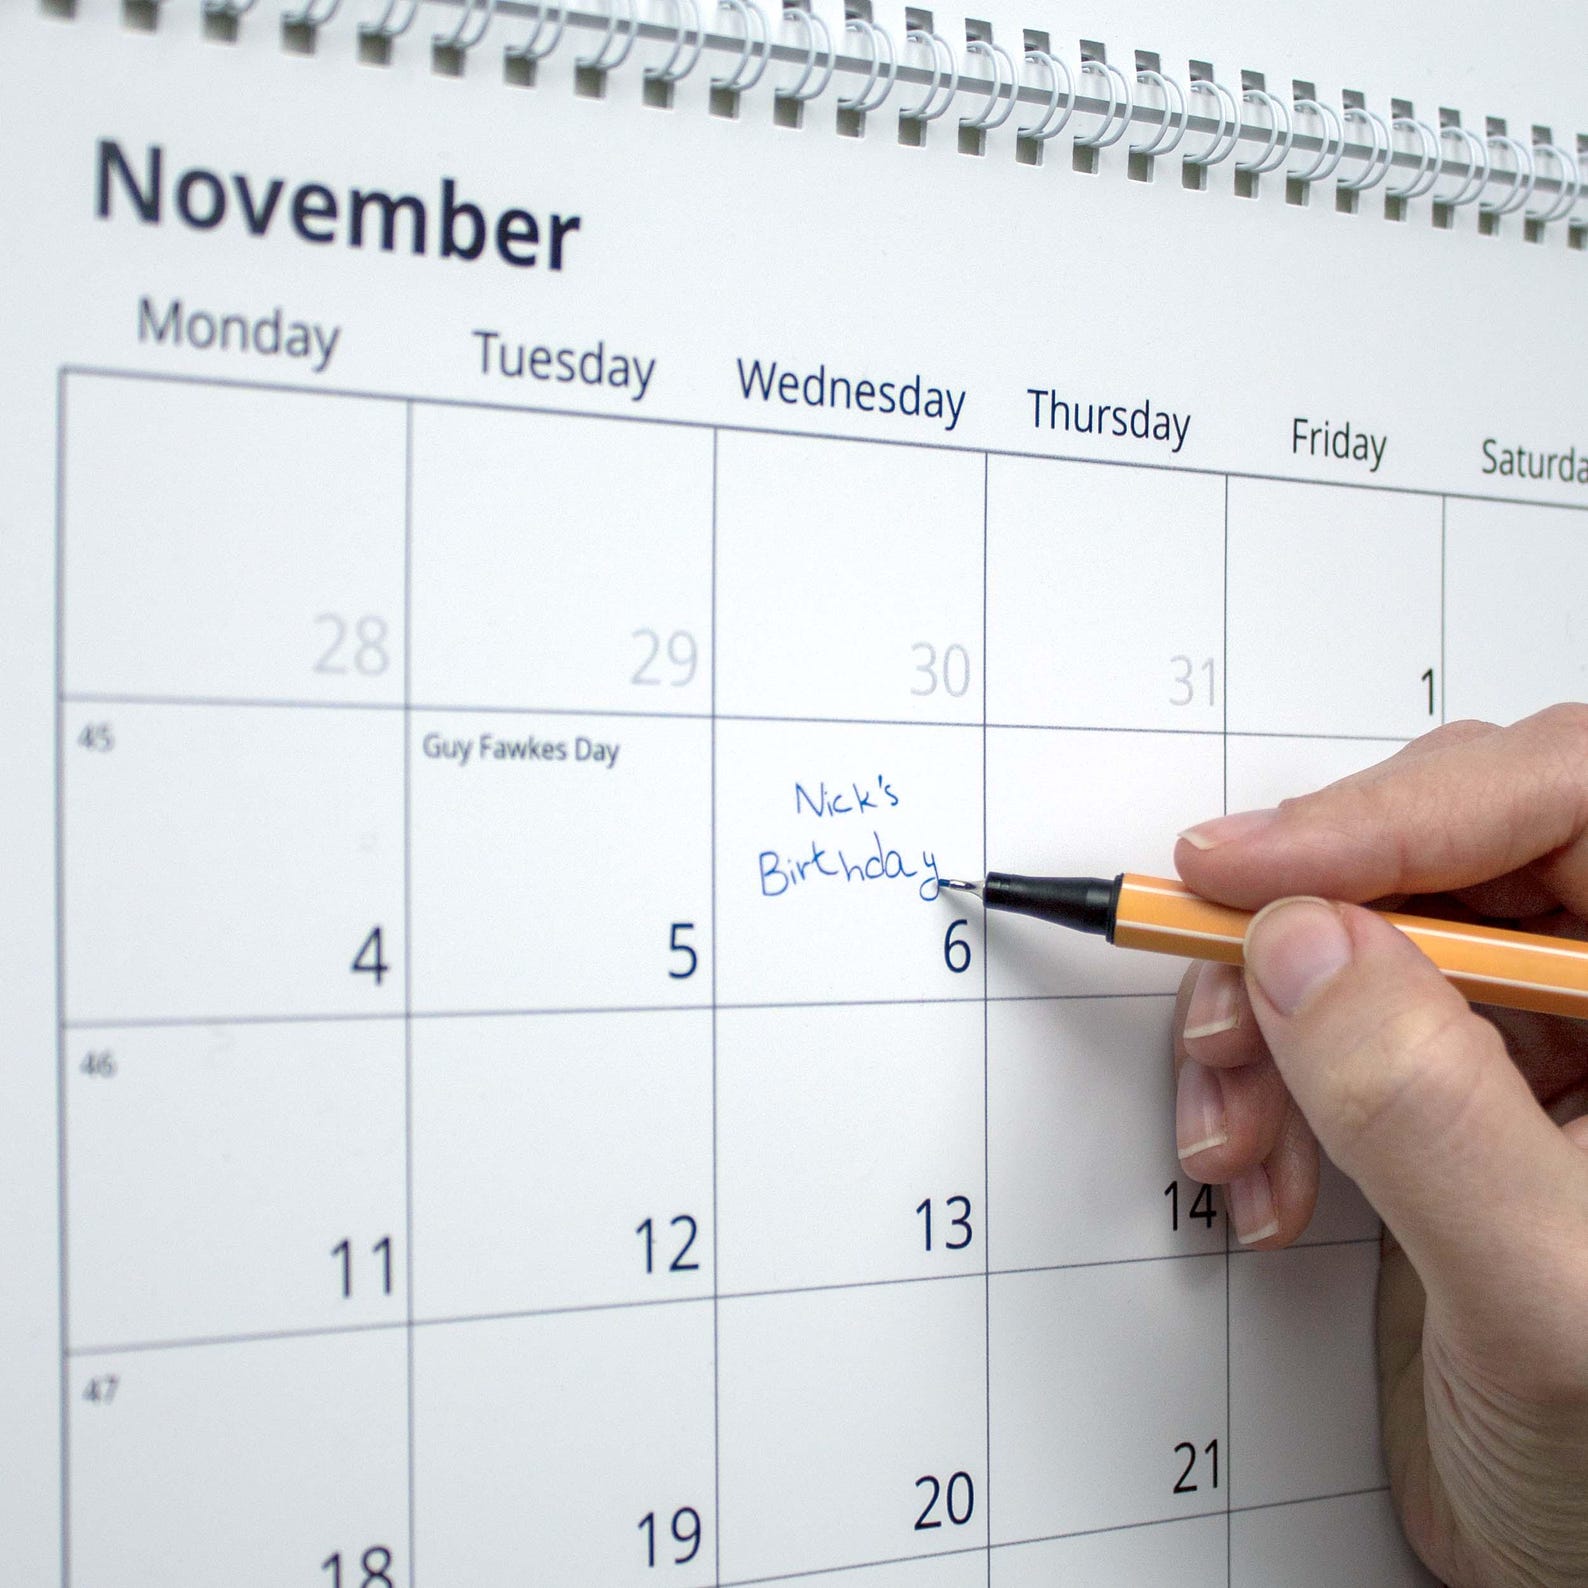 November
Monday Tuesday Wednesday Thursday Friday
28 29 30 31 1
45 Guy Fawkes Day
Nick's
Birthday
4 5 6
46
11 12 13 14
47
18 19 20 21